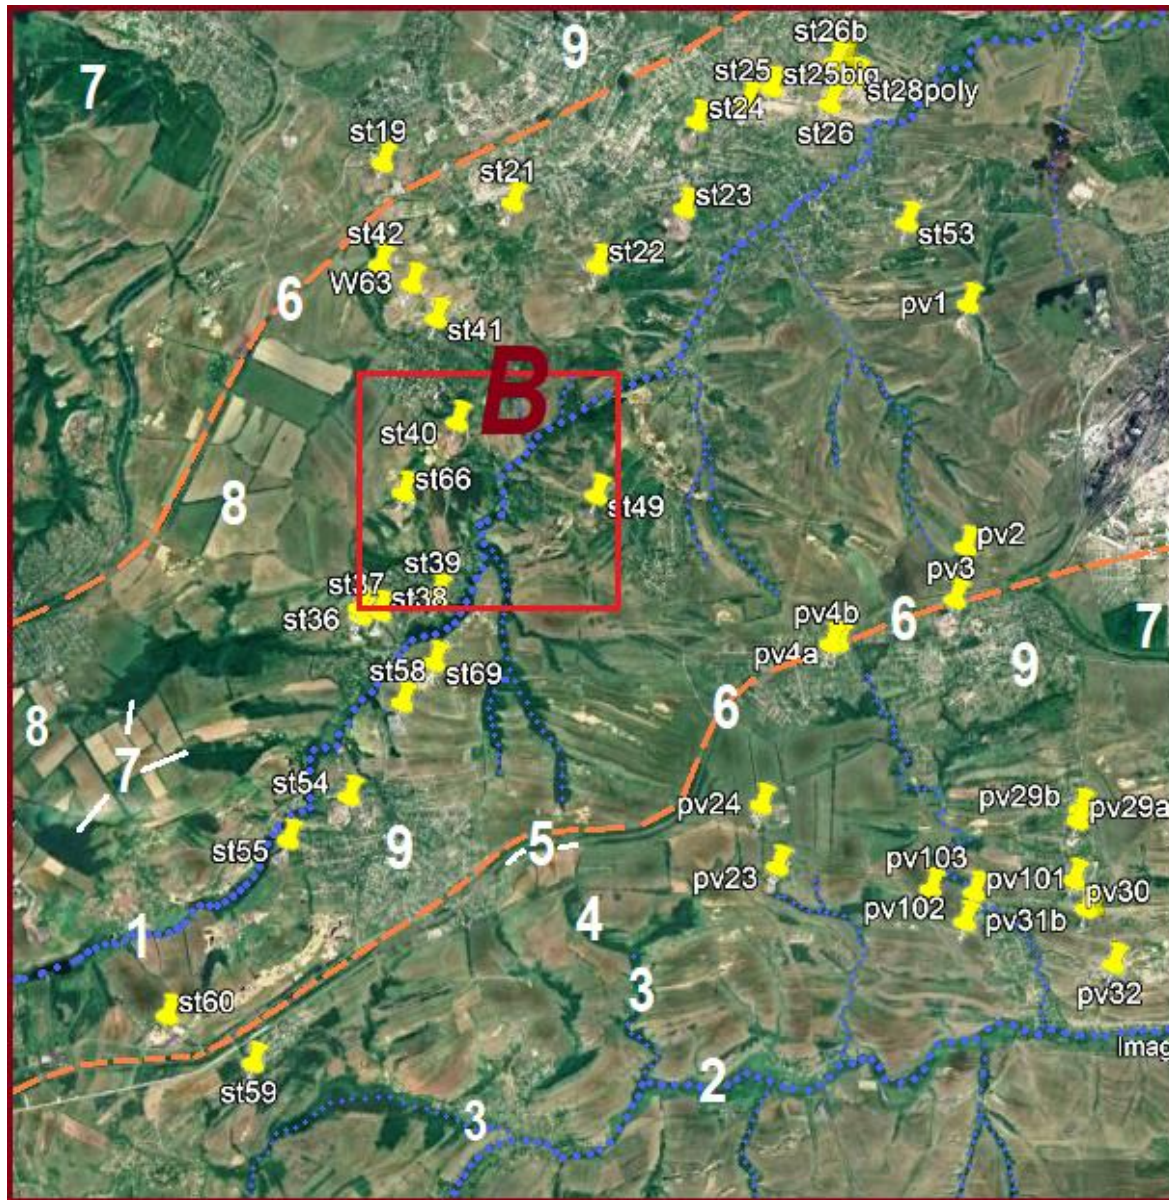 9
st26b
7
st25
st25big
st28poly
st24
st26
st19
st21
st23
st53
st42
st22
W63
6
pv1
st41
B
st40
st66
8
st49
pv2
st39
pv3
st37
st38
st36
pv4b
6
7
pv4a
9
st58
st69
6
8
7
st54
pv24
pv29b
pv29a
st55
9
5
pv103
pv101
pv23
pv30
pv102
pv31b
4
1
3
pv32
st60
Imag
st59
2
3